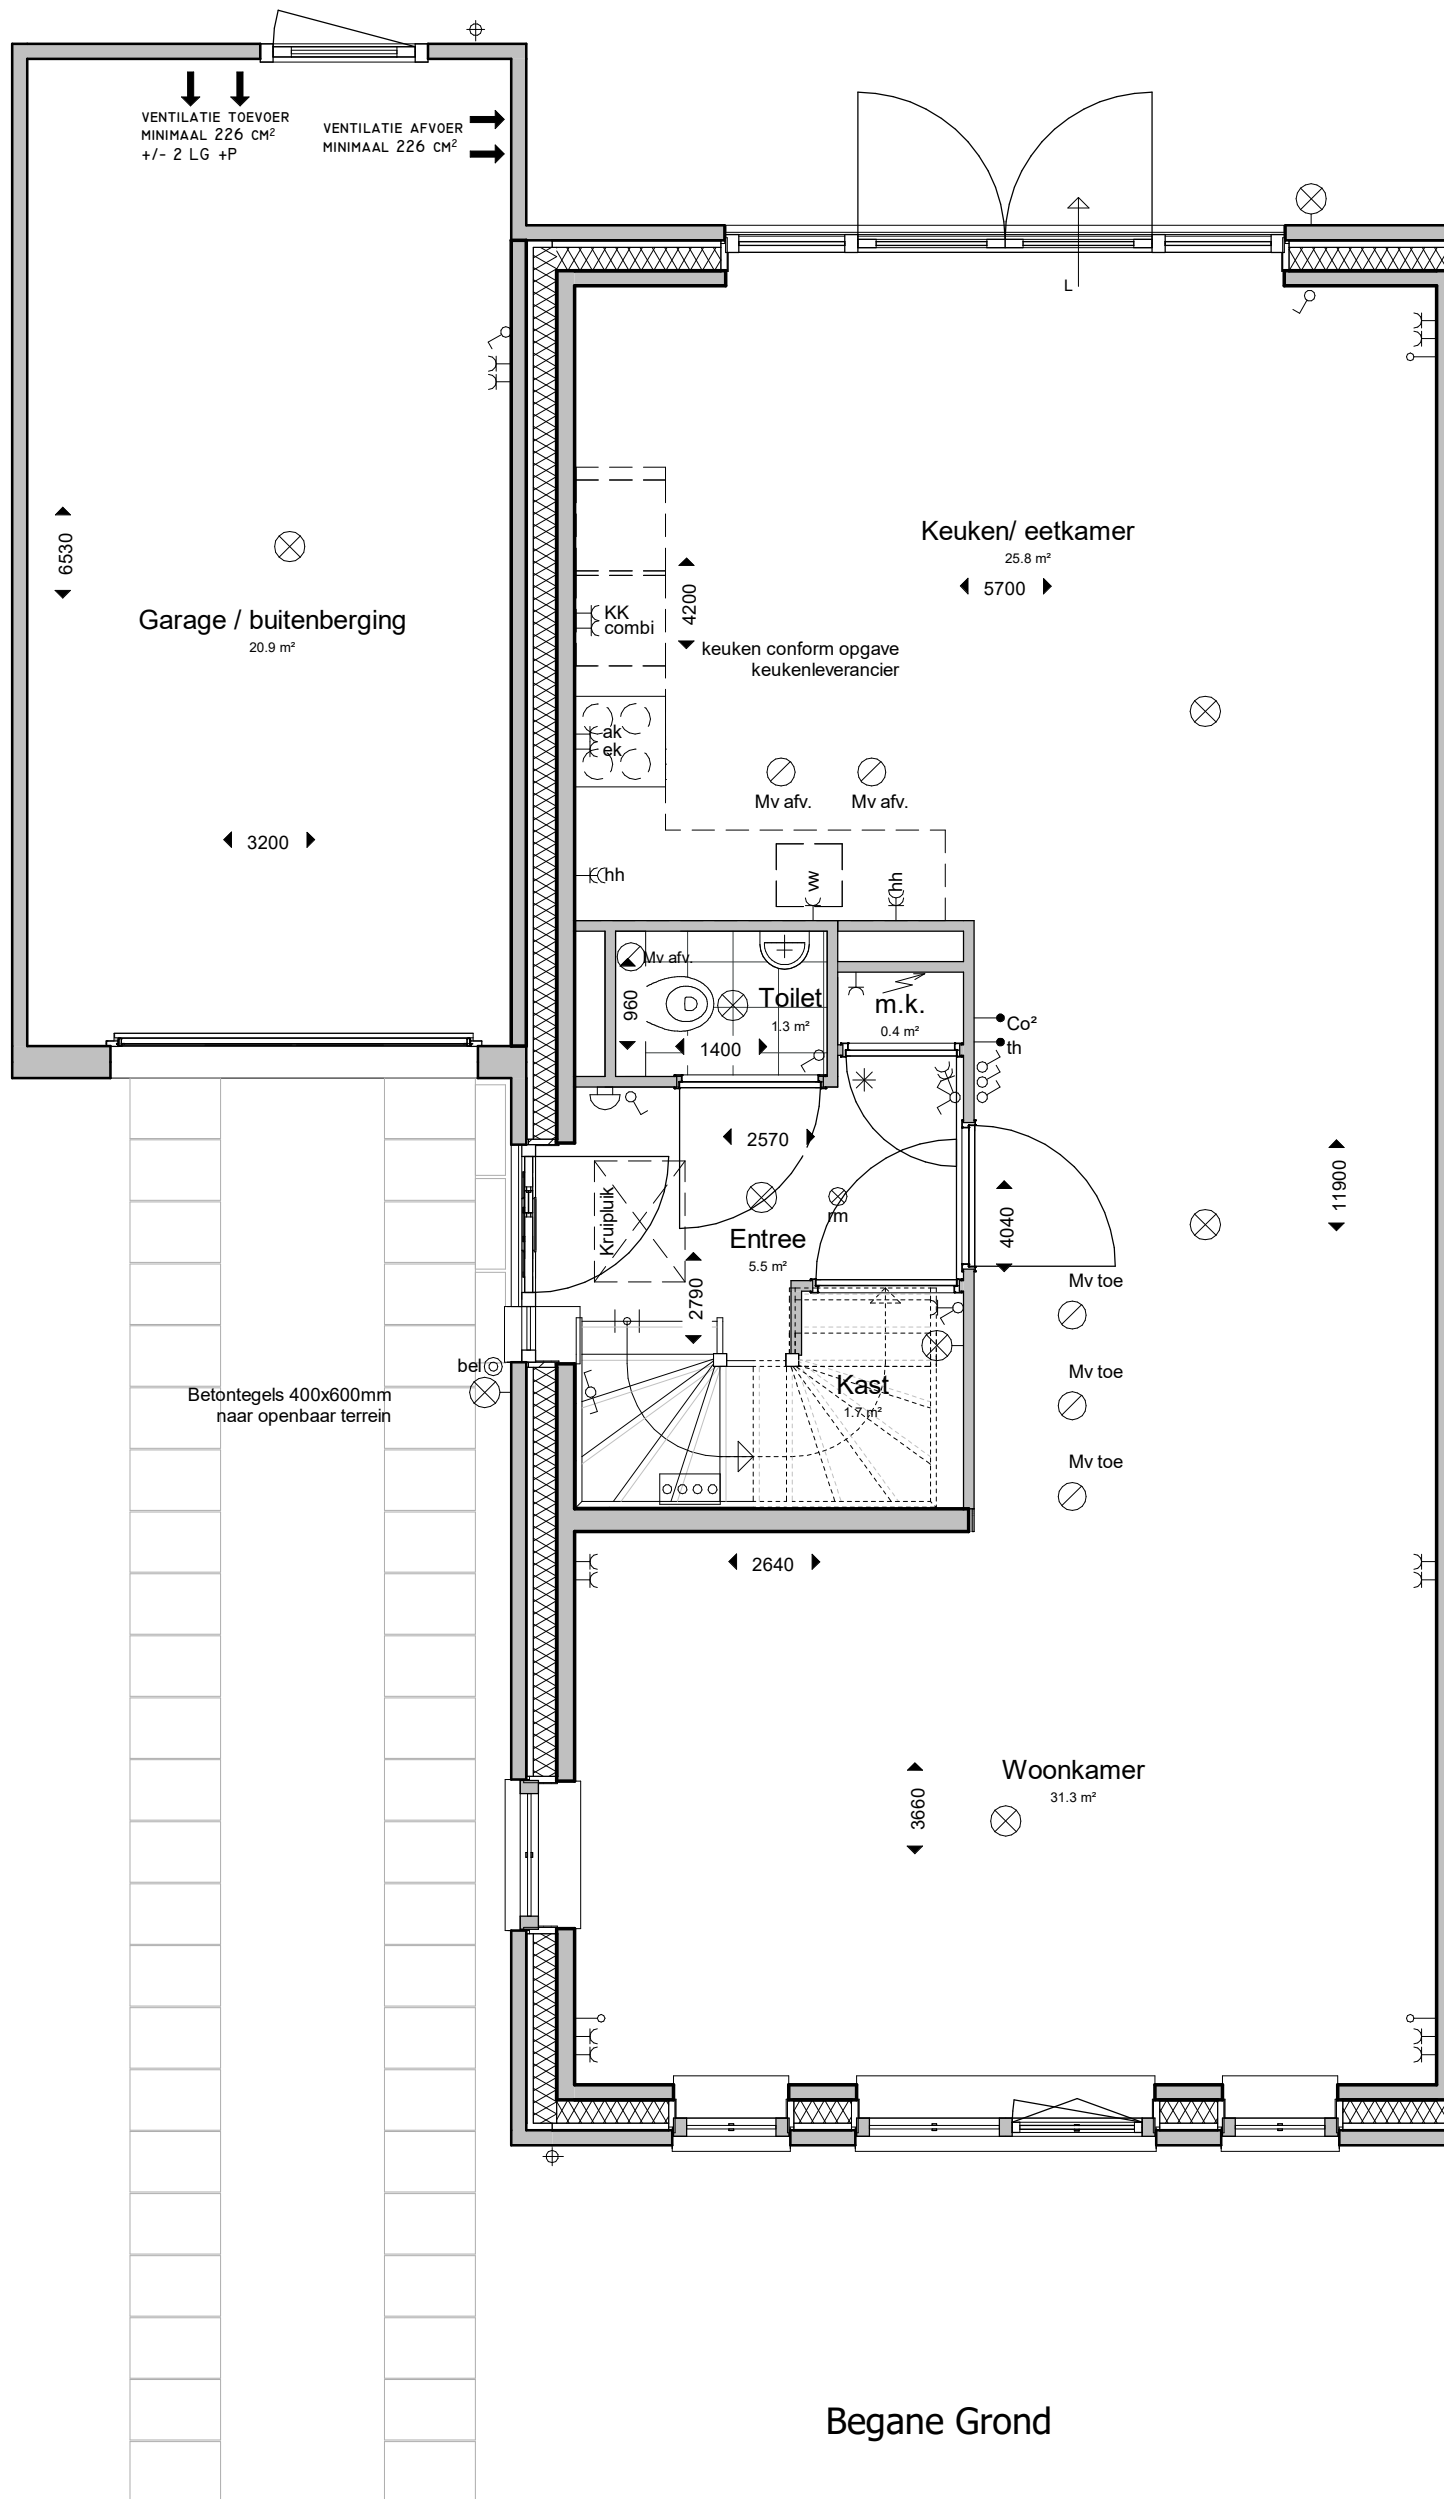 VENTILATIE TOEVOER
MINIMAAL 226 CM²
+/- 2 LG +P
VENTILATIE AFVOER
MINIMAAL 226 CM²
L
6530
Garage / buitenberging
20.9 m²
3200
Keuken/ eetkamer
25.8 m²
5700
4200
KK
combi
keuken conform opgave
keukenleverancier
ak
ek
Mv afv.
Mv afv.
hh
vw
hh
Mv afv.
960
Toilet
1.3 m²
1400
m.k.
0.4 m²
Co²
th
2570
Kruipluik
rm
Entree
5.5 m²
2790
4040
11900
Mv toe
Mv toe
Mv toe
bel
Betontegels 400x600mm
naar openbaar terrein
Kast
1.7 m²
2640
Woonkamer
31.3 m²
3660
Begane Grond